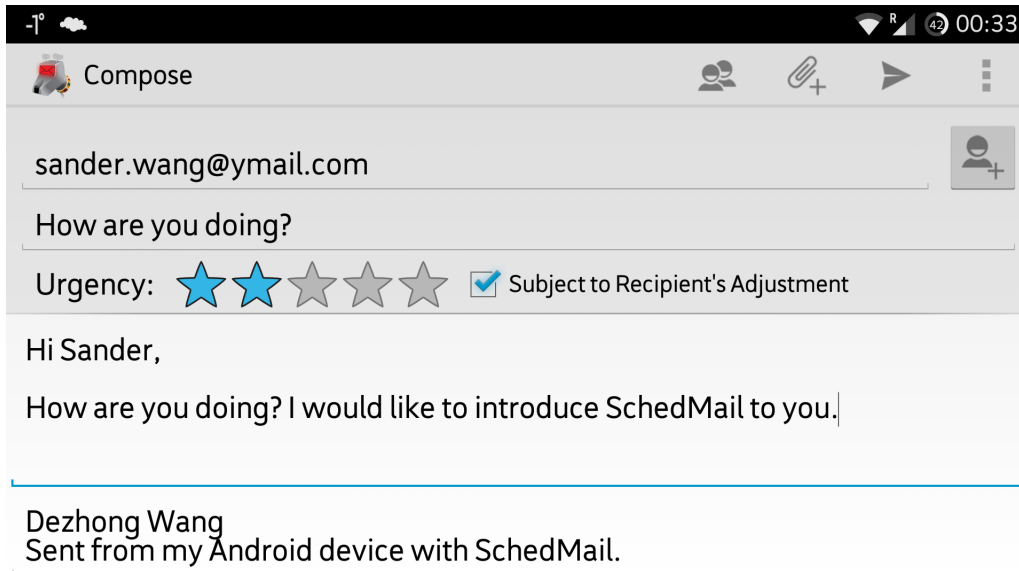 -1°
R
42
00:33
Compose
sander.wang@ymail.com
How are you doing?
Urgency:
Subject to Recipient's Adjustment
Hi Sander,
How are you doing? I would like to introduce SchedMail to you.
Dezhong Wang
Sent from my Android device with SchedMail.